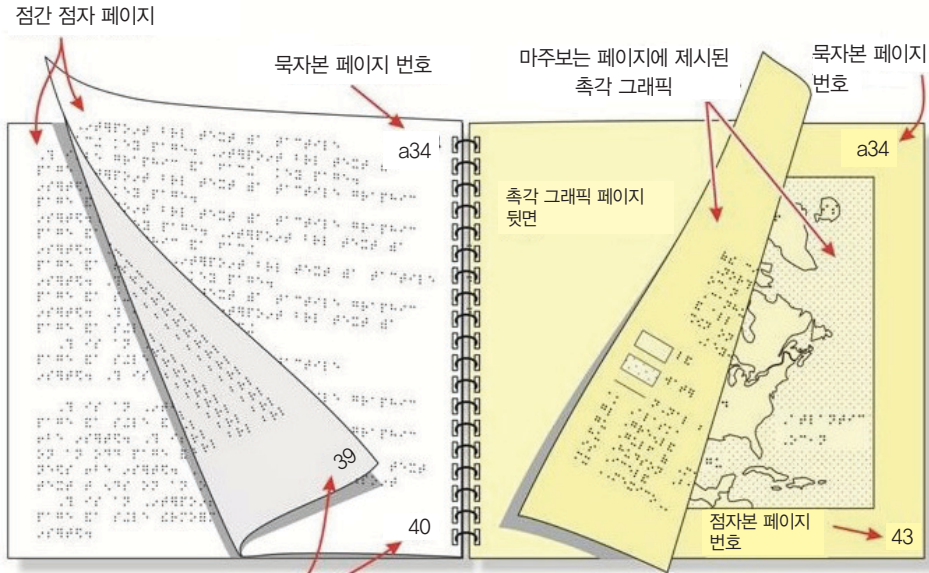 점간 점자 페이지
묵자본 페이지 번호
a34
39
40
마주보는 페이지에 제시된
촉각 그래픽
묵자본 페이지
번호
a34
촉각 그래픽 페이지
뒷면
점자본 페이지
번호
43